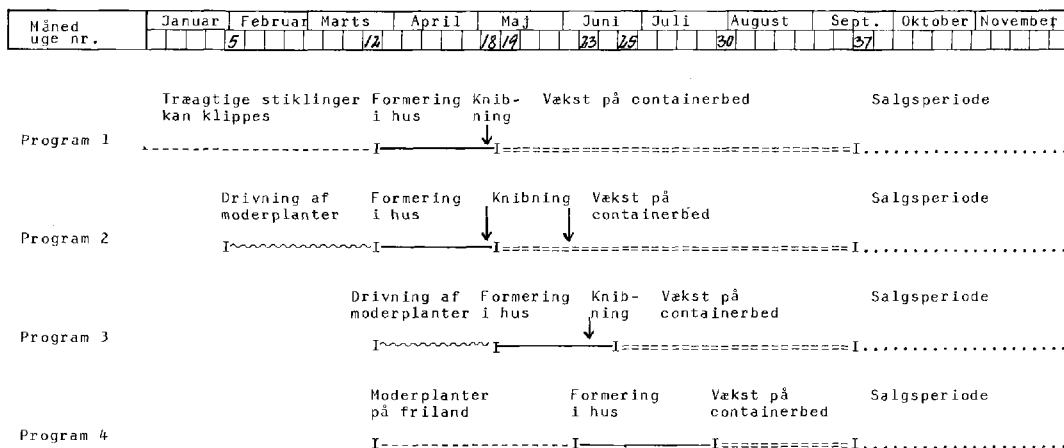 Måned Januar Februar Marts April Maj Juni Juli August Sept. Oktober November
uge nr. 5 12 18 19 23 25 30 37
Træagtige stiklinger Formering Knib- Vækst på containerbed Salgsperiode
kan klippes i hus ning
Program 1
Drivning af Formering Knibning Vækst på Salgsperiode
moderplanter i hus containerbed
Program 2
Drivning af Formering Knib- Vækst på Salgsperiode
moderplanter i hus ning containerbed
Program 3
Moderplanter Formering Vækst på Salgsperiode
på friland i hus containerbed
Program 4